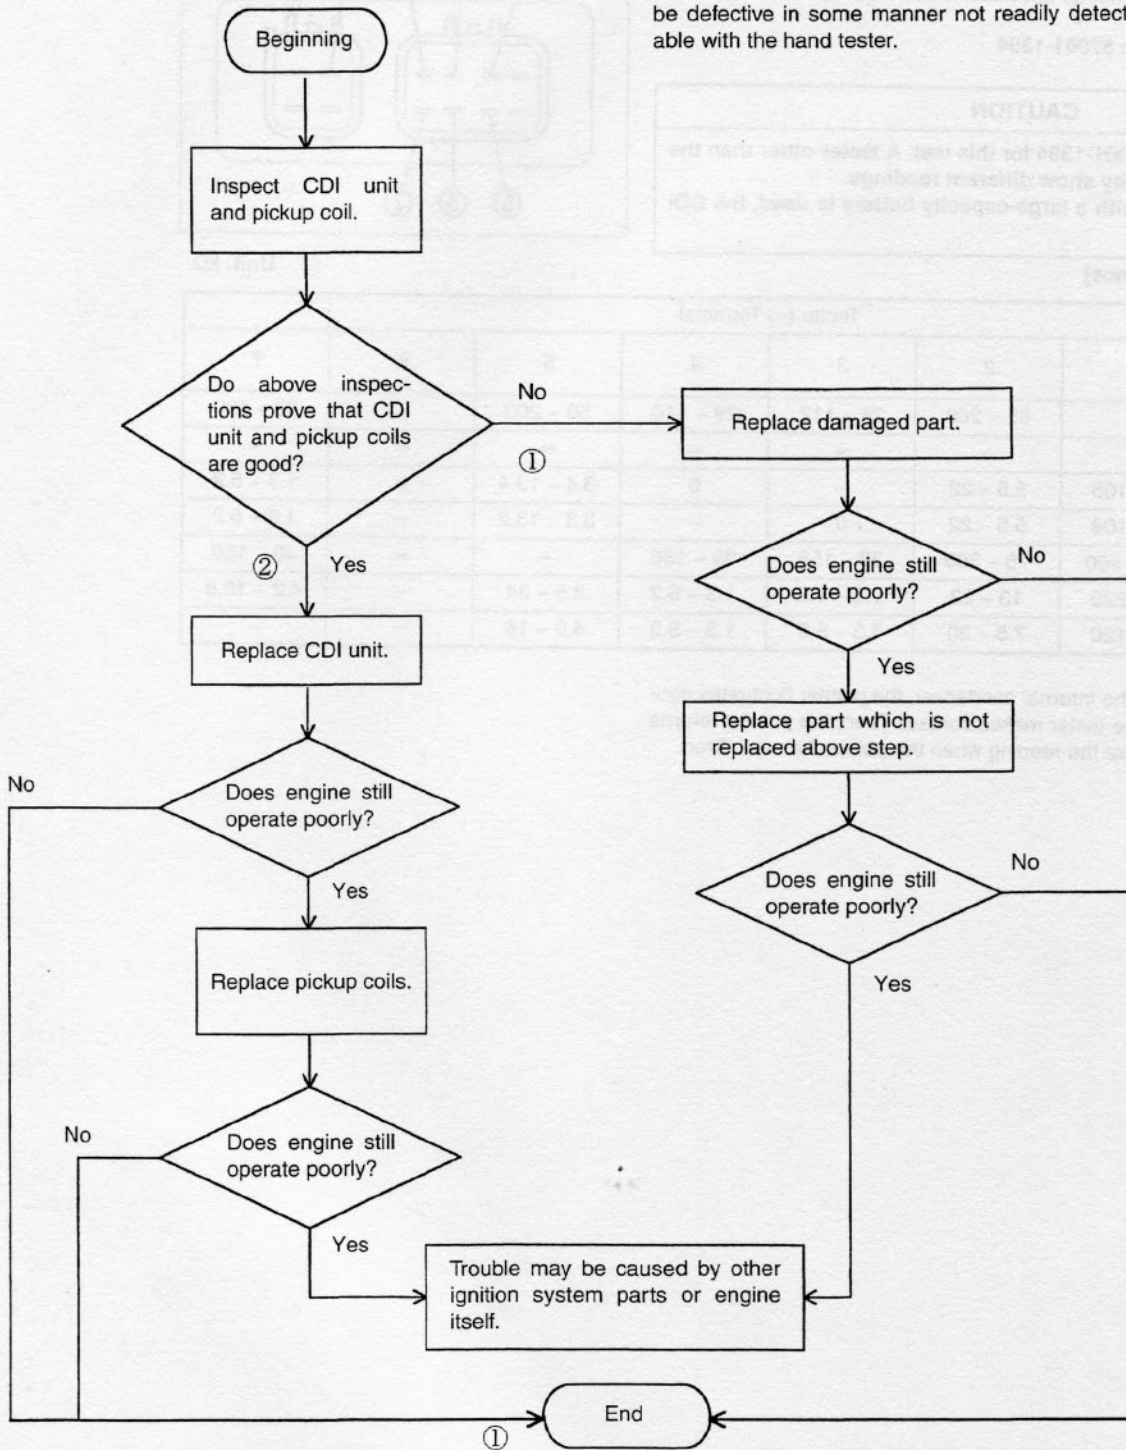 be defective in some manner not readily detect
able with the hand tester.
Beginning
Inspect CDI unit
and pickup coil.
Do above inspec-
tions prove that CDI
unit and pickup coils
are good?
No
①
Replace damaged part.
② Yes
Does engine still
operate poorly?
No
Replace CDI unit.
Yes
Replace part which is not
replaced above step.
No
Does engine still
operate poorly?
Yes
Does engine still
operate poorly?
No
Replace pickup coils.
Yes
No
Does engine still
operate poorly?
Yes
Trouble may be caused by other
ignition system parts or engine
itself.
End
①